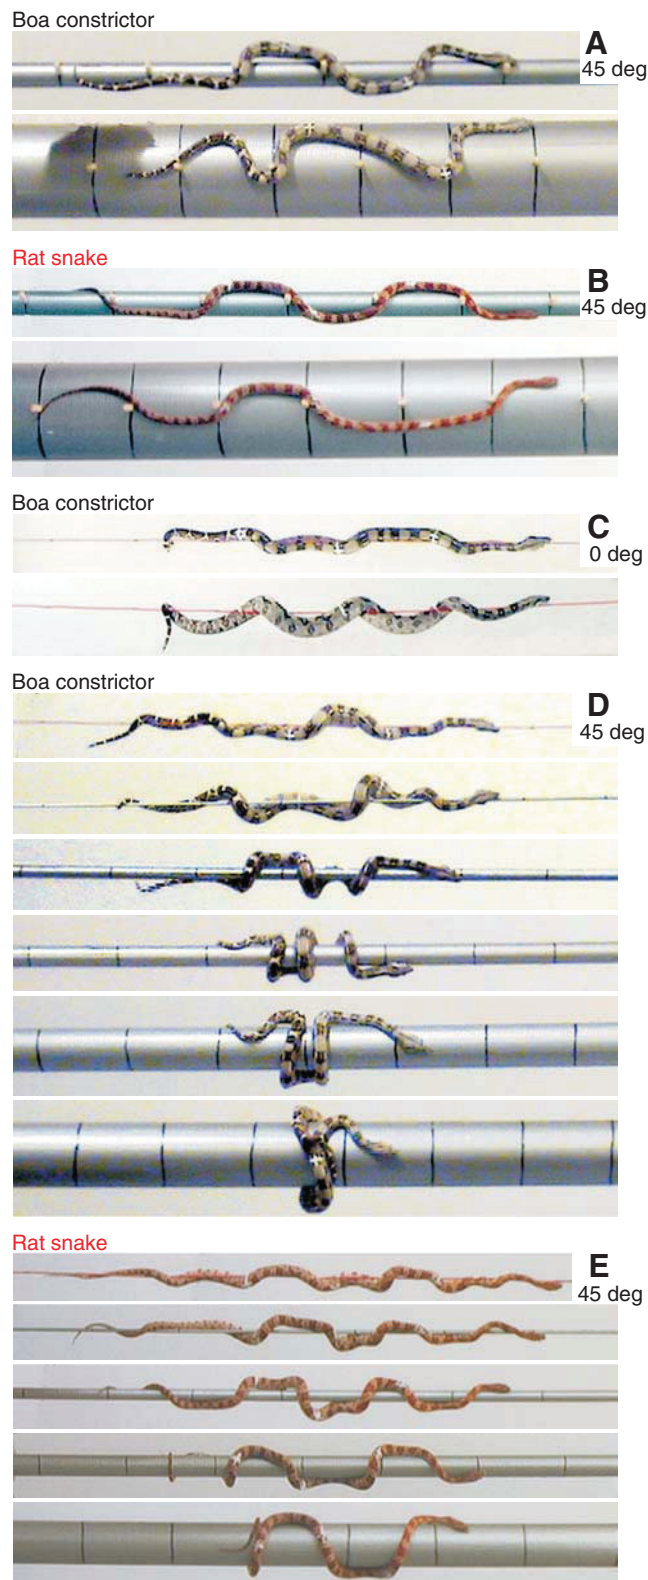 Boa constrictor
A
45 deg
Rat snake
B
45 deg
Boa constrictor
C
0 deg
Boa constrictor
D
45 deg
Rat snake
E
45 deg